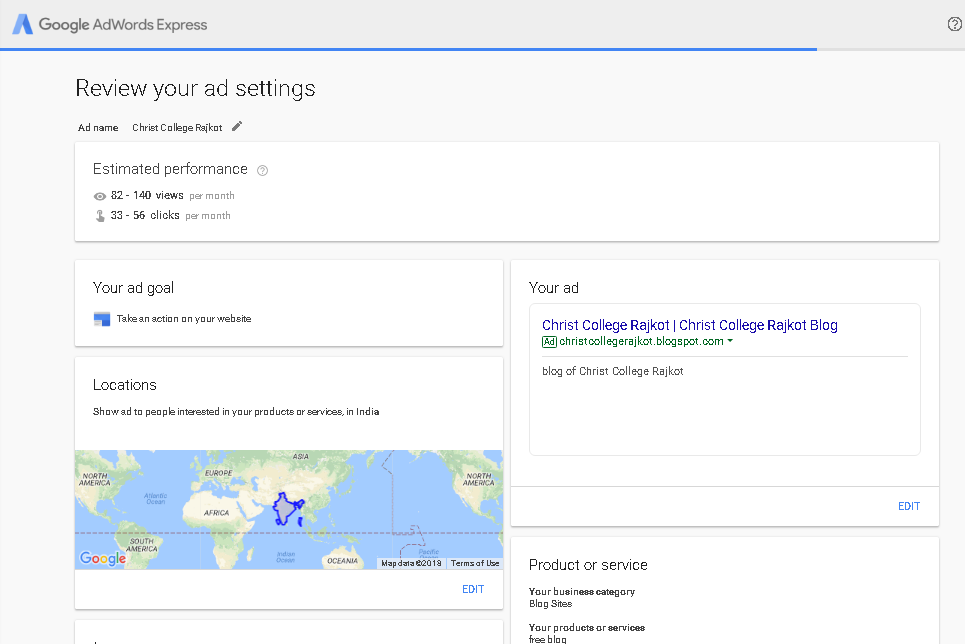 Google AdWords Express
Review your ad settings
Ad name Christ College Rajkot
Estimated performance
82 - 140 views per month
33 - 56 clicks per month
Your ad goal
Take an action on your website
Locations
Show ad to people interested in your products or services, in India
ASIA
NORTH
AMERICA
EUROPE
NORTH
AMERICA
Atlantic
Ocean
AFRICA
SOUTH
AMERICA
Indian
Ocean
OCEANIA
Pacific
Google
Map data ©2018 Terms of Use
EDIT
Your ad
Christ College Rajkot | Christ College Rajkot Blog
Ad christcollegerajkot.blogspot.com
blog of Christ College Rajkot
EDIT
Product or service
Your business category
Blog Sites
Your products or services
free blog